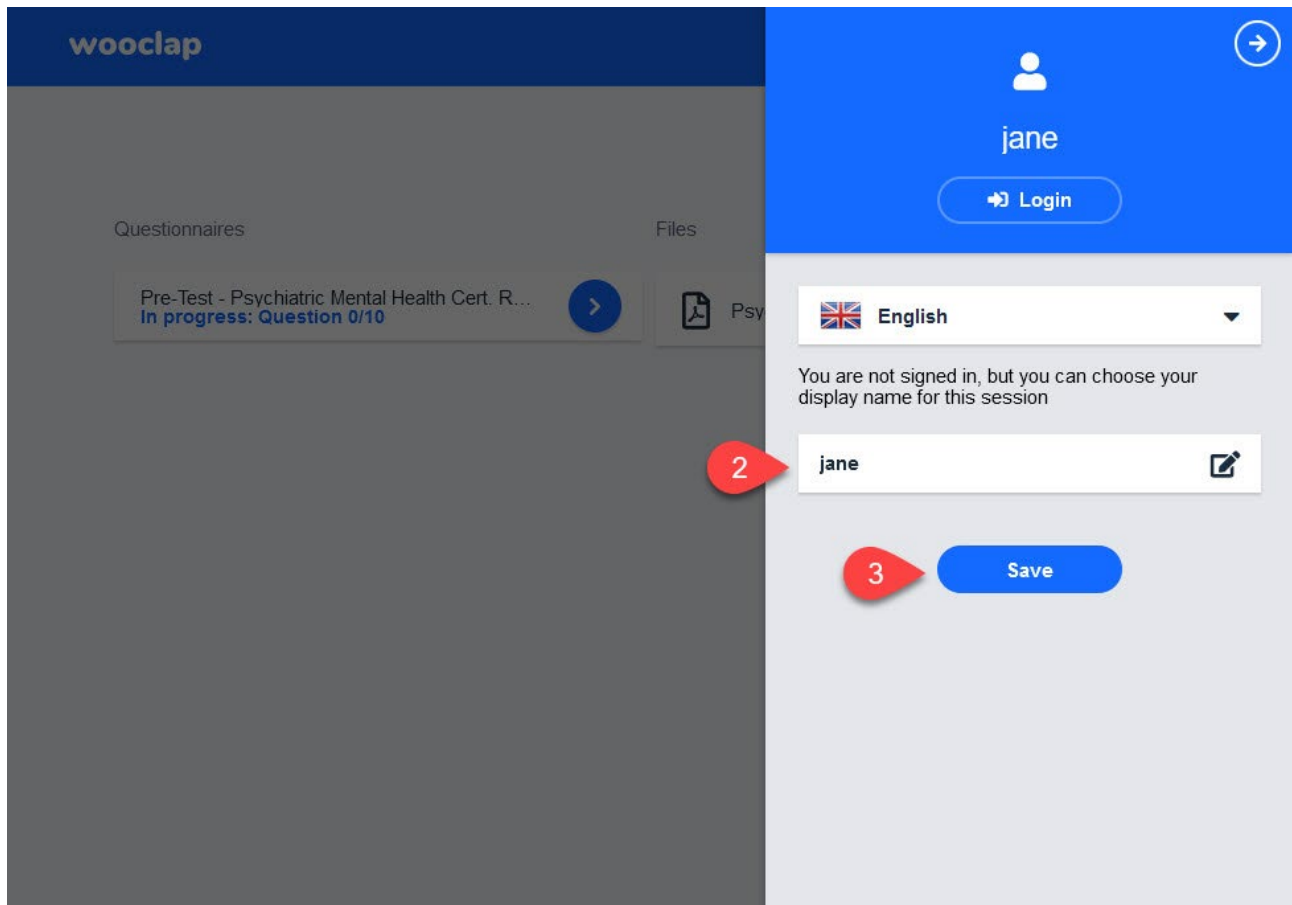 wooclap
jane
Login
Questionnaires
Files
Pre-Test - Psychiatric Mental Health Cert. R...
In progress: Question 0/10
Psy
English
You are not signed in, but you can choose your
display name for this session
2
jane
3
Save